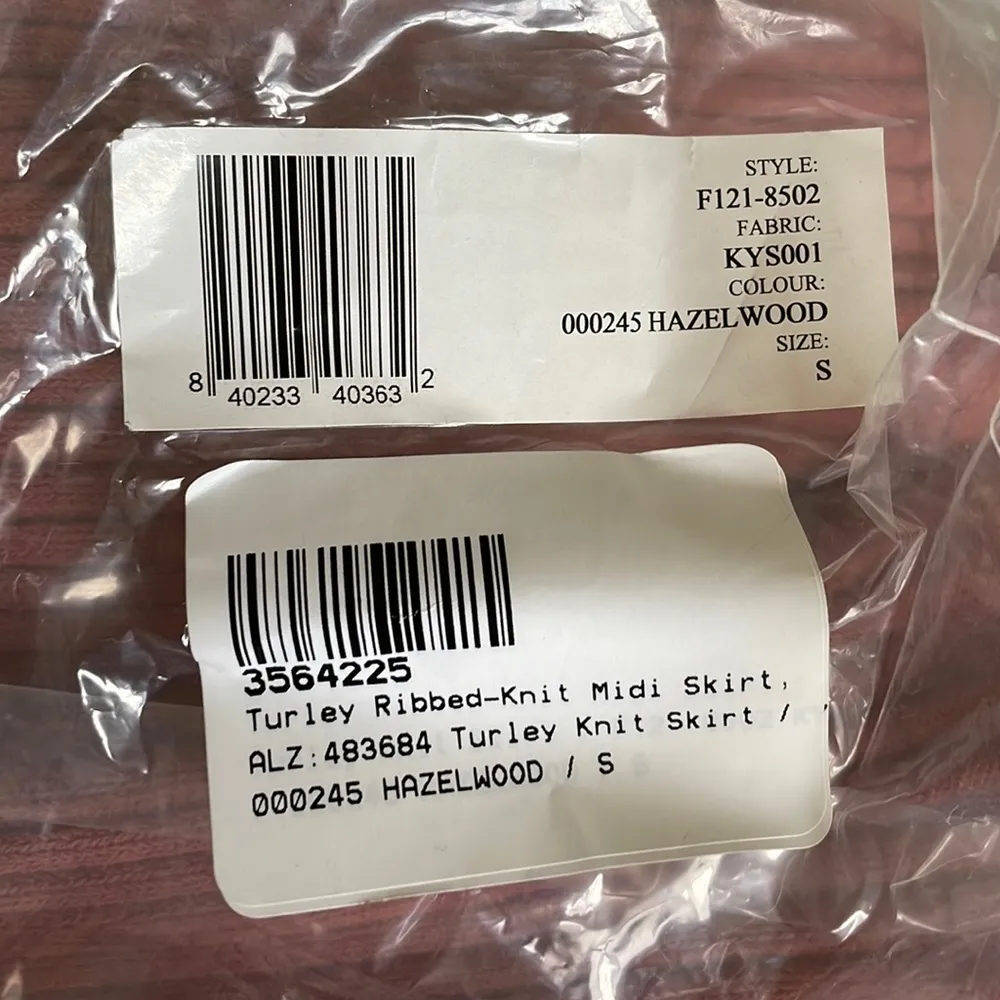 STYLE:
F121-8502
FABRIC:
KYS001
COLOUR:
000245 HAZELWOOD
SIZE:
S
8 40233 40363 2
3564225
Turley Ribbed-Knit Midi Skirt,
ALZ:483684 Turley Knit Skirt /
000245 HAZELWOOD / S